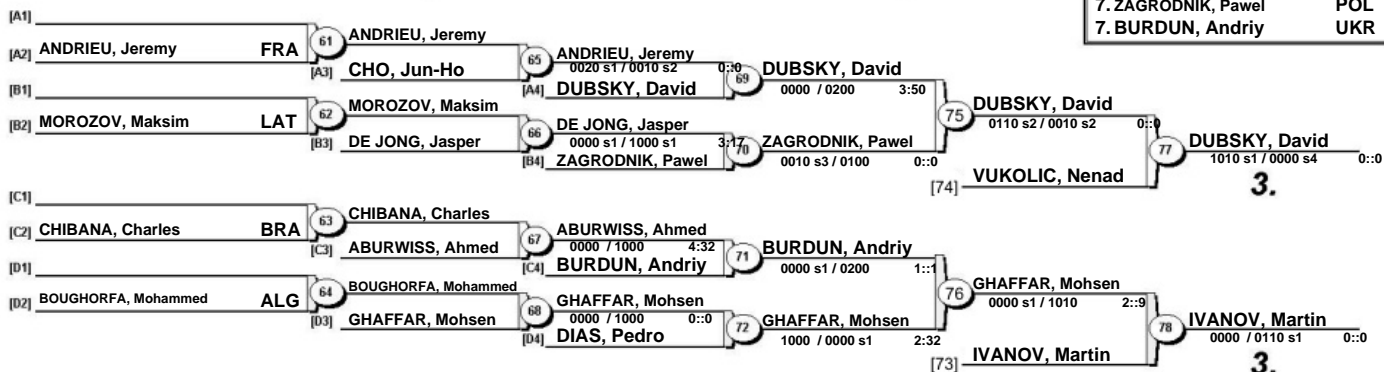 7. ZAGRODNIK, Pawel POL
7. BURDUN, Andriy UKR
[A1]
[A2] ANDRIEU, Jeremy FRA
61 ANDRIEU, Jeremy
[A3] CHO, Jun-Ho
65 ANDRIEU, Jeremy
0020 s1 / 0010 s2 0::0
[A4] DUBSKY, David
69 DUBSKY, David
0000 / 0200 3:50
[B1]
[B2] MOROZOV, Maksim LAT
62 MOROZOV, Maksim
[B3] DE JONG, Jasper
66 DE JONG, Jasper
0000 s1 / 1000 s1 3:17
[B4] ZAGRODNIK, Pawel
70 ZAGRODNIK, Pawel
0010 s3 / 0100 0::0
75 DUBSKY, David
0110 s2 / 0010 s2 0::0
[74] VUKOLIC, Nenad
77 DUBSKY, David
1010 s1 / 0000 s4 0::0
3.
[C1]
[C2] CHIBANA, Charles BRA
63 CHIBANA, Charles
[C3] ABURWISS, Ahmed
67 ABURWISS, Ahmed
0000 / 1000 4:32
[C4] BURDUN, Andriy
71 BURDUN, Andriy
0000 s1 / 0200 1::1
[D1]
[D2] BOUGHORFA, Mohammed ALG
64 BOUGHORFA, Mohammed
[D3] GHAFFAR, Mohsen
68 GHAFFAR, Mohsen
0000 / 1000 0::0
[D4] DIAS, Pedro
72 GHAFFAR, Mohsen
1000 / 0000 s1 2:32
76 GHAFFAR, Mohsen
0000 s1 / 1010 2::9
[73] IVANOV, Martin
78 IVANOV, Martin
0000 / 0110 s1 0::0
3.